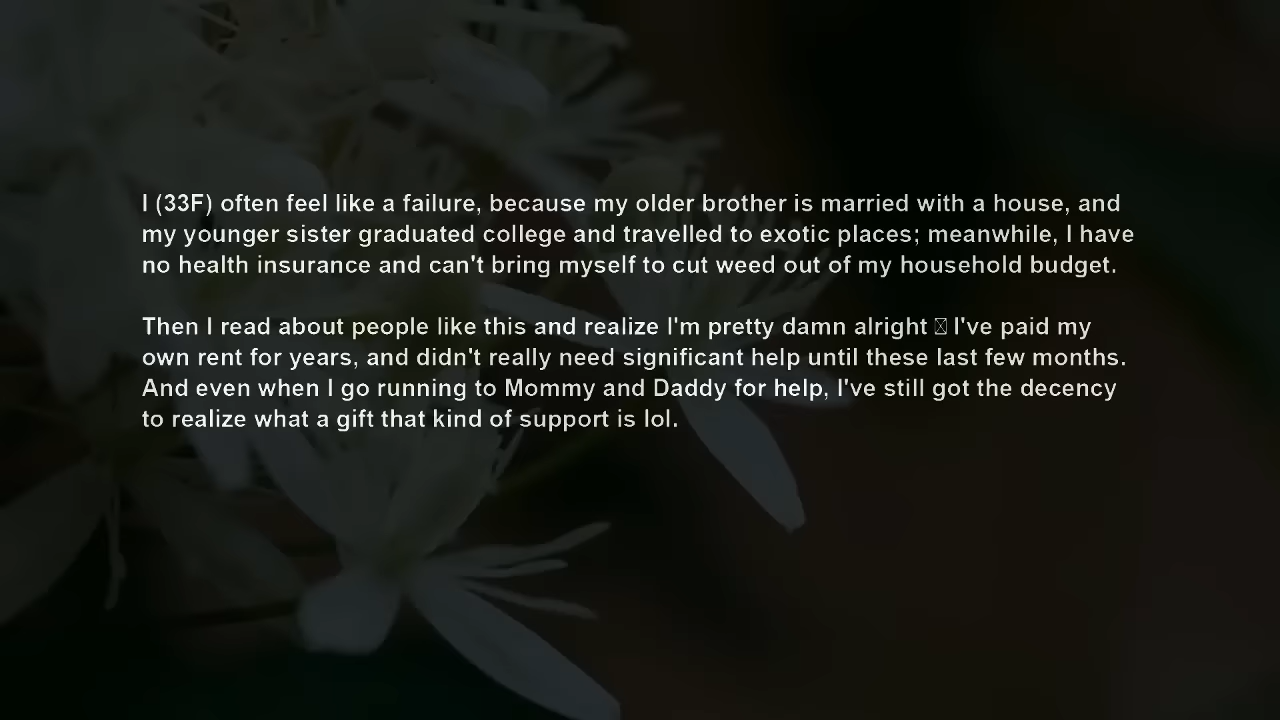 I (33F) often feel like a failure, because my older brother is married with a house, and
my younger sister graduated college and travelled to exotic places; meanwhile, I have
no health insurance and can't bring myself to cut weed out of my household budget.
Then I read about people like this and realize I'm pretty damn alright I've paid my
own rent for years, and didn't really need significant help until these last few months.
And even when I go running to Mommy and Daddy for help, I've still got the decency
to realize what a gift that kind of support is lol.